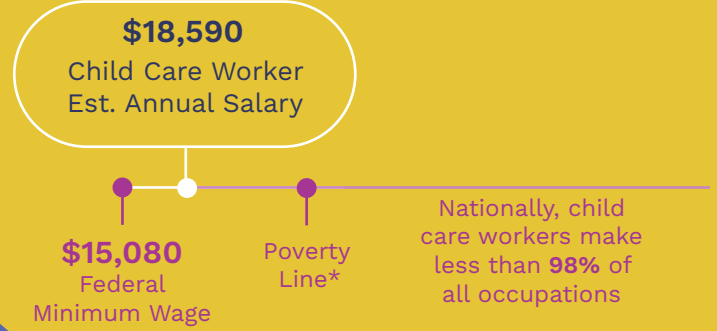 $18,590
Child Care Worker
Est. Annual Salary
$15,080
Federal
Minimum Wage
Poverty
Line*
Nationally, child
care workers make
less than 98% of
all occupations